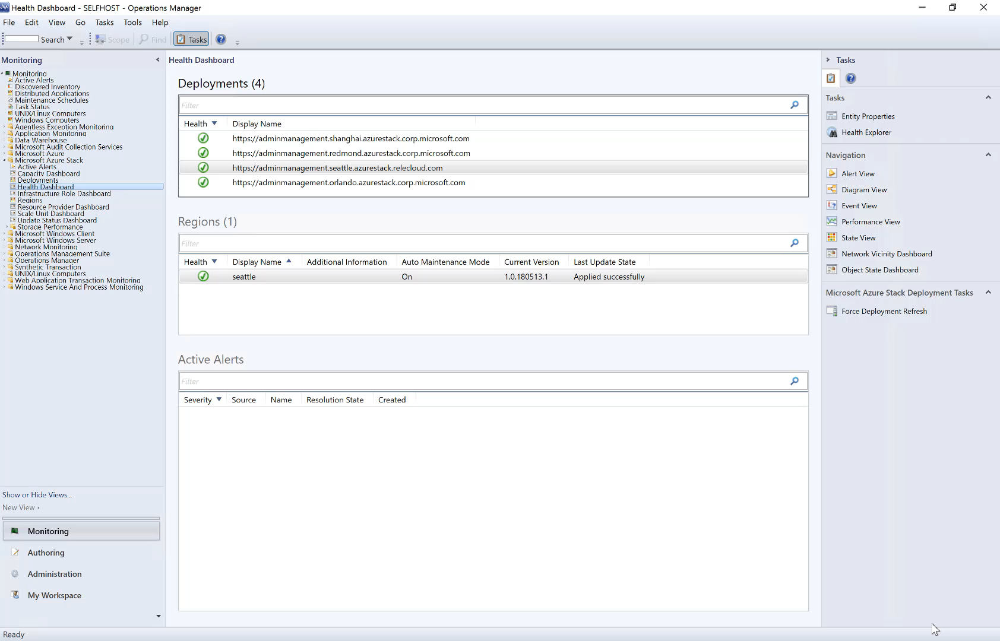 Health Dashboard - SELFHOST - Operations Manager
File Edit View Go Tasks Tools Help
Search Scope Find Tasks
Monitoring
Monitoring
Active Alerts
Discovered Inventory
Distributed Applications
Maintenance Schedules
Task Status
UNIX/Linux Computers
Windows Computers
Agentless Exception Monitoring
Application Monitoring
Data Warehouse
Microsoft Audit Collection Services
Microsoft Azure
Microsoft Azure Stack
Active Alerts
Capacity Dashboard
Deployments
Health Dashboard
Infrastructure Role Dashboard
Regions
Resource Provider Dashboard
Scale Unit Dashboard
Update Status Dashboard
Storage Performance
Microsoft Windows Client
Microsoft Windows Server
Network Monitoring
Operations Management Suite
Operations Manager
Synthetic Transaction
UNIX/Linux Computers
Web Application Transaction Monitoring
Windows Service And Process Monitoring
Show or Hide Views...
New View
Monitoring
Authoring
Administration
My Workspace
Health Dashboard
Deployments (4)
Filter
Health Display Name
https://adminmanagement.shanghai.azurestack.corp.microsoft.com
https://adminmanagement.redmond.azurestack.corp.microsoft.com
https://adminmanagement.seattle.azurestack.relecloud.com
https://adminmanagement.orlando.azurestack.corp.microsoft.com
Regions (1)
Filter
Health Display Name Additional Information Auto Maintenance Mode Current Version Last Update State
seattle On 1.0.180513.1 Applied successfully
Active Alerts
Filter
Severity Source Name Resolution State Created
Tasks
Tasks
Entity Properties
Health Explorer
Navigation
Alert View
Diagram View
Event View
Performance View
State View
Network Vicinity Dashboard
Object State Dashboard
Microsoft Azure Stack Deployment Tasks
Force Deployment Refresh
Ready